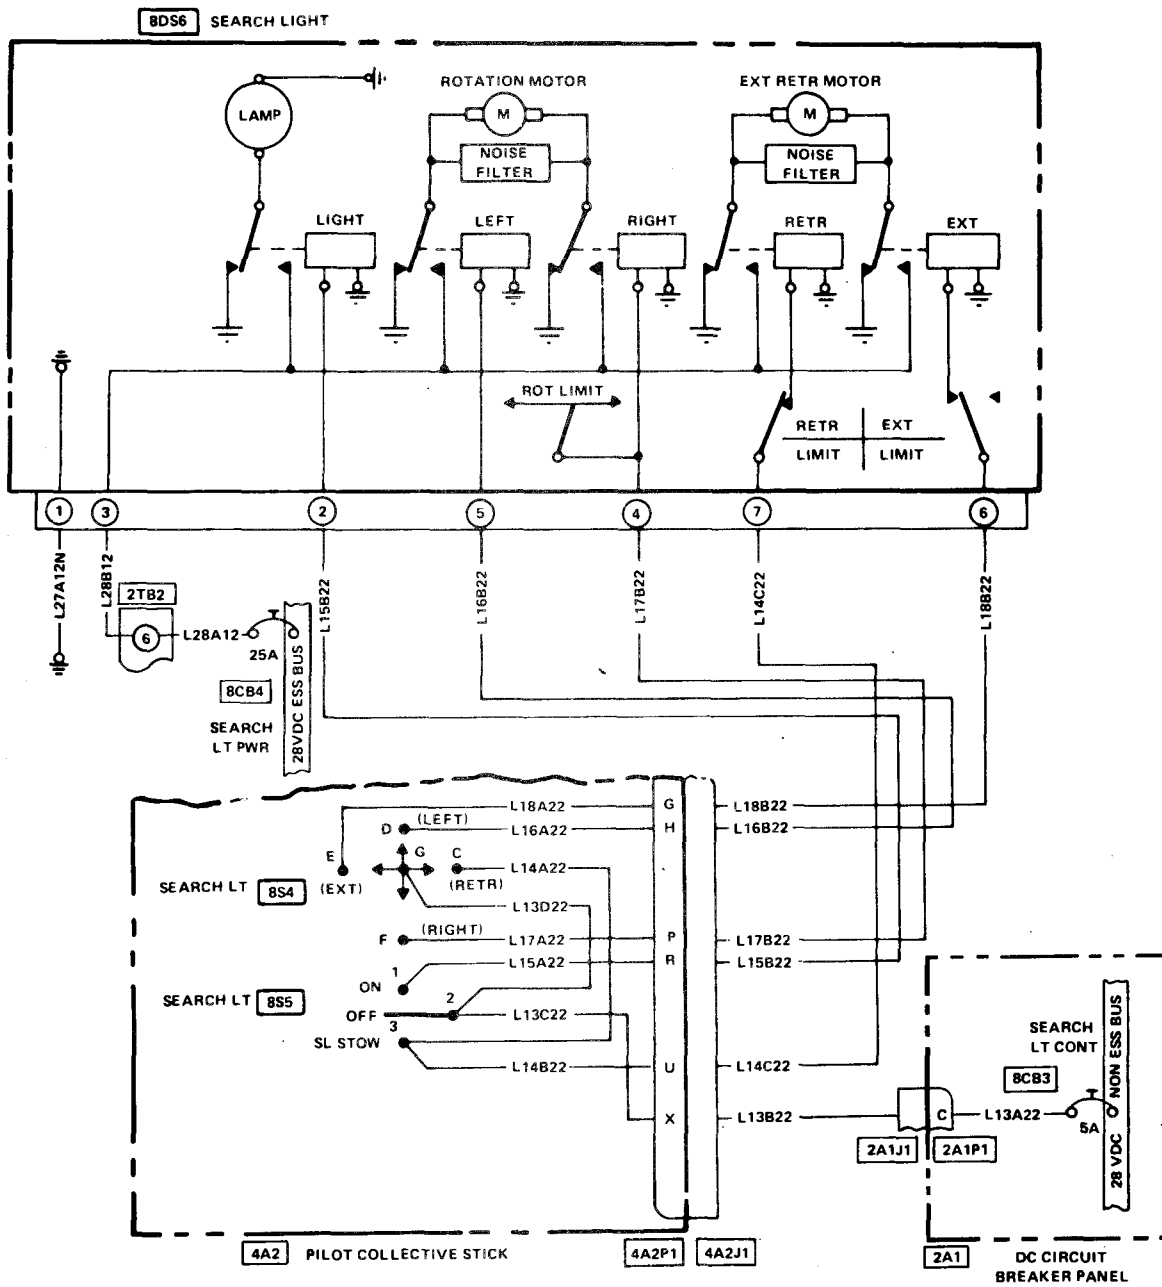 8DS6 SEARCH LIGHT
ROTATION MOTOR
EXT RETR MOTOR
LAMP
M
M
NOISE
FILTER
NOISE
FILTER
LIGHT
LEFT
RIGHT
RETR
EXT
ROT LIMIT
RETR
LIMIT
EXT
LIMIT
1
3
2
5
4
7
6
L27A12N
L28B12
L15B22
L16B22
L17B22
L14C22
L18B22
2TB2
6
L28A12
25A
8CB4
SEARCH
LT PWR
28VDC ESS BUS
L18A22
G
L18B22
D (LEFT)
L16A22
H
L16B22
E
(EXT)
G
C
(RETR)
L14A22
SEARCH LT 8S4
L13D22
F (RIGHT)
L17A22
P
L17B22
L15A22
R
L15B22
SEARCH LT 8S5
1
ON
2
OFF
L13C22
3
SL STOW
L14B22
U
L14C22
X
L13B22
SEARCH
LT CONT
8CB3
C
L13A22
5A
28 VDC NON ESS BUS
2A1J1
2A1P1
4A2 PILOT COLLECTIVE STICK
4A2P1
4A2J1
2A1
DC CIRCUIT
BREAKER PANEL